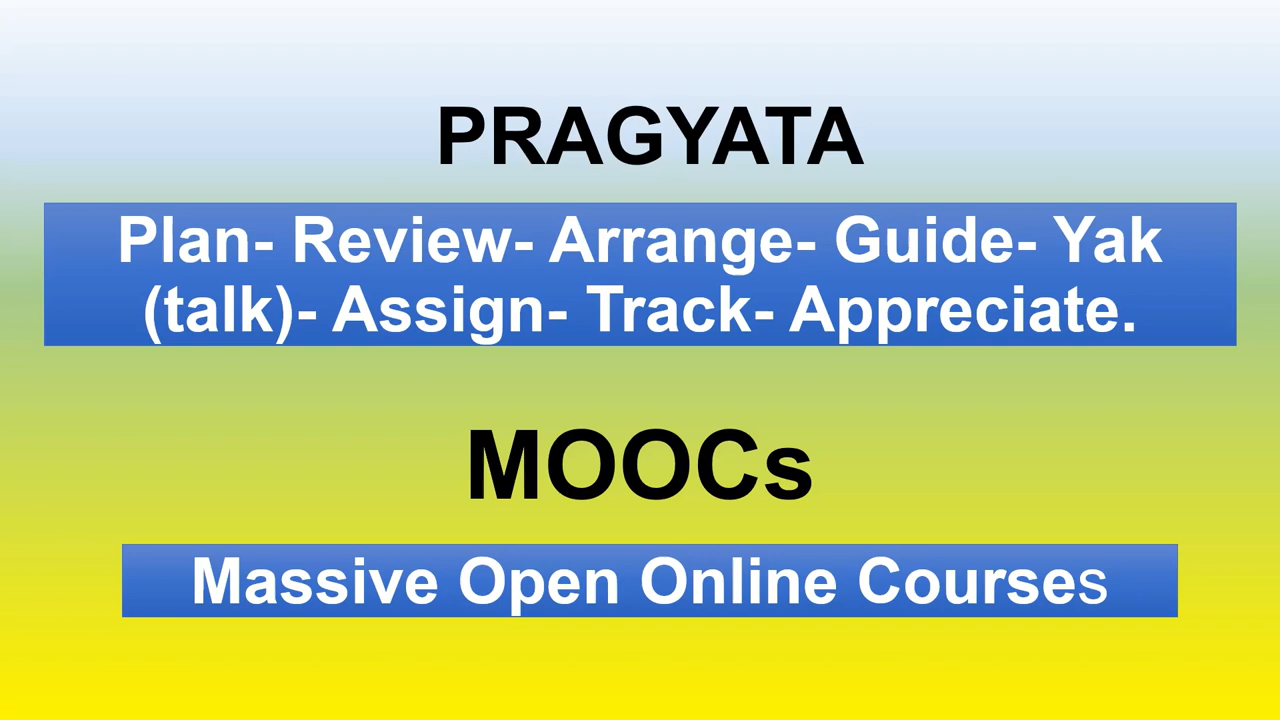 PRAGYATA
Plan- Review- Arrange- Guide- Yak
(talk)- Assign- Track- Appreciate.
MOOCs
Massive Open Online Courses